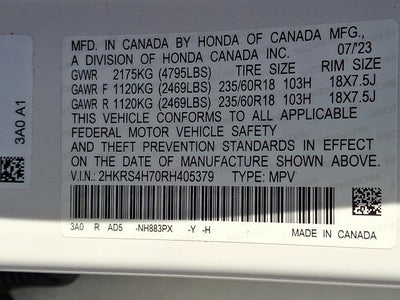 MFD. IN CANADA BY HONDA OF CANADA MFG.,
A DIVISION OF HONDA CANADA INC. 07/'23
GVWR 2175KG (4795LBS) TIRE SIZE RIM SIZE
GAWR F 1120KG (2469LBS) 235/60R18 103H 18X7.5J
GAWR R 1120KG (2469LBS) 235/60R18 103H 18X7.5J
THIS VEHICLE CONFORMS TO ALL APPLICABLE
FEDERAL MOTOR VEHICLE SAFETY
AND THEFT PREVENTION STANDARDS IN EFFECT
ON THE DATE OF MANUFACTURE SHOWN ABOVE.
V.I.N.: 2HKRS4H70RH405379 TYPE: MPV
3A0 R AD5 -NH883PX -Y -H
MADE IN CANADA
3A0 A1